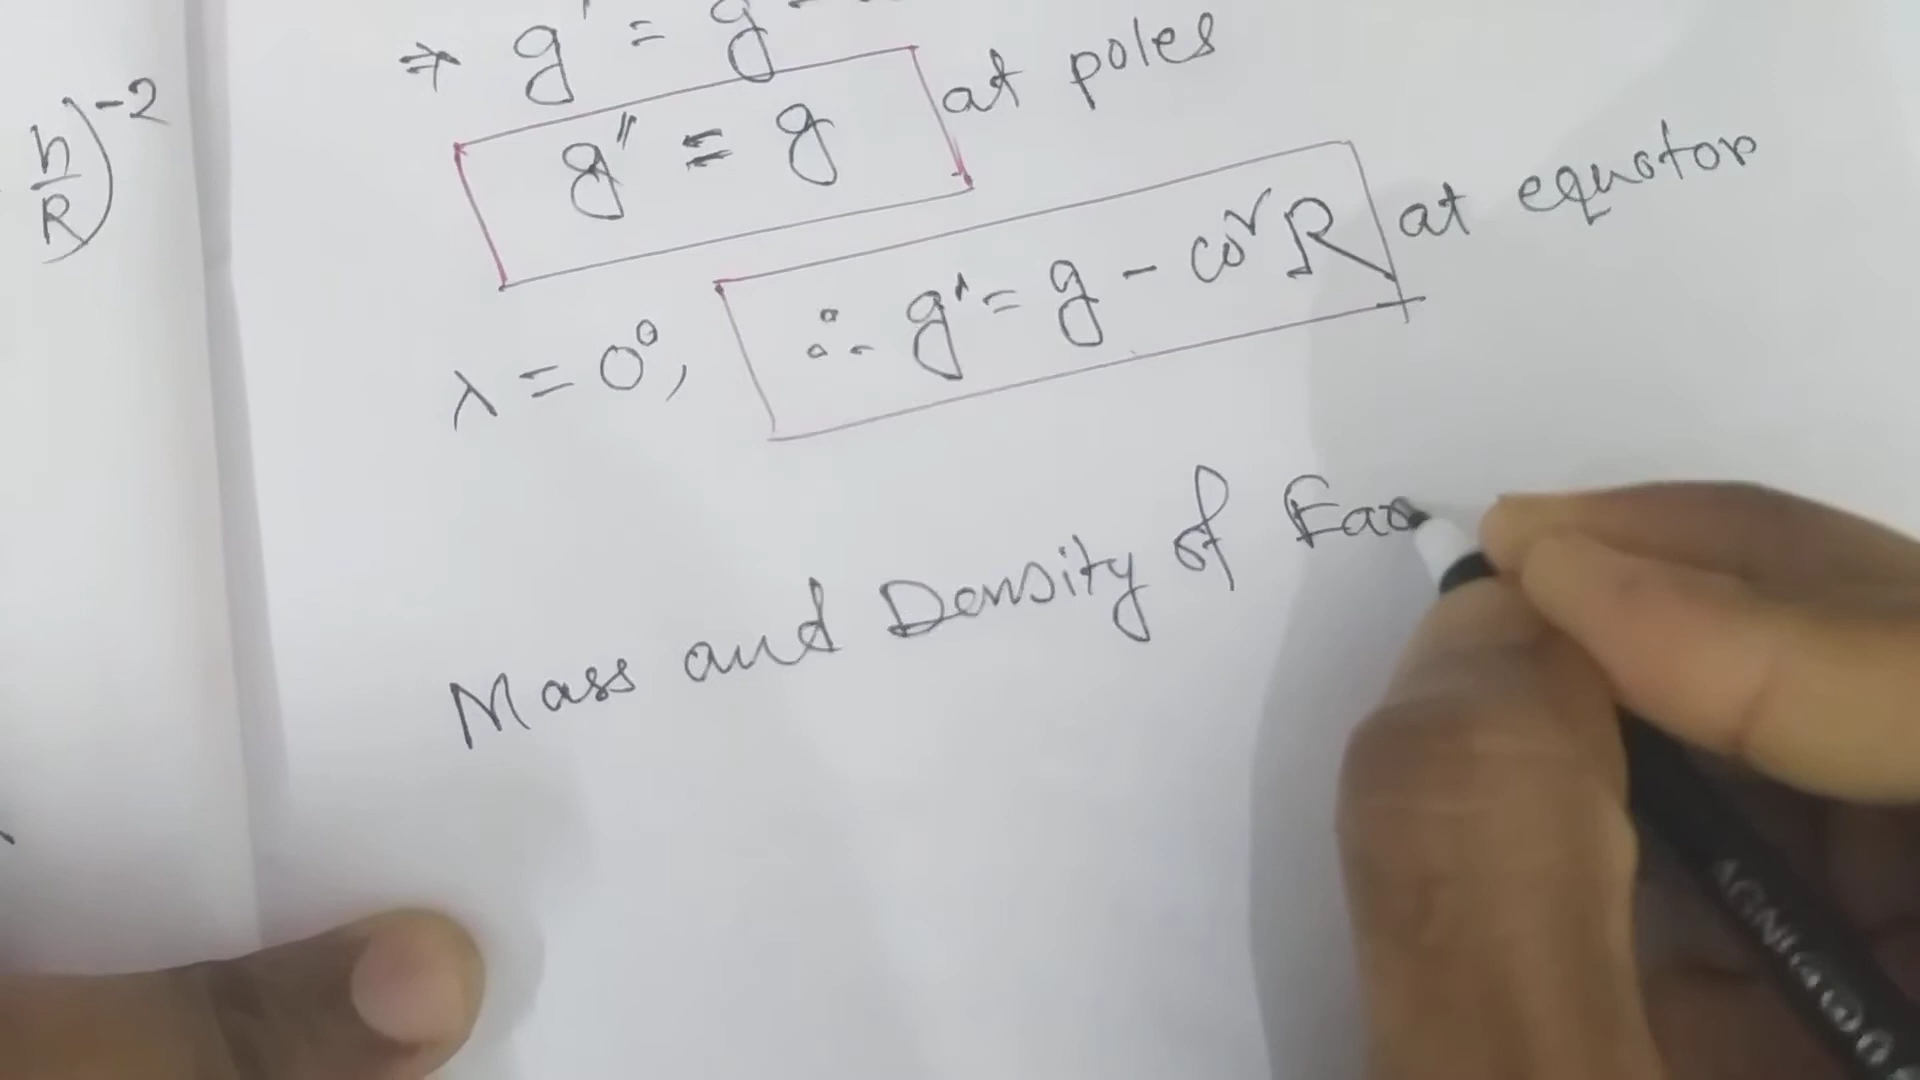 h/R)^-2
⇒ g' = g -
g" = g at poles
λ = 0°, ∴ g' = g - ω²R at equator
Mass and Density of Ear